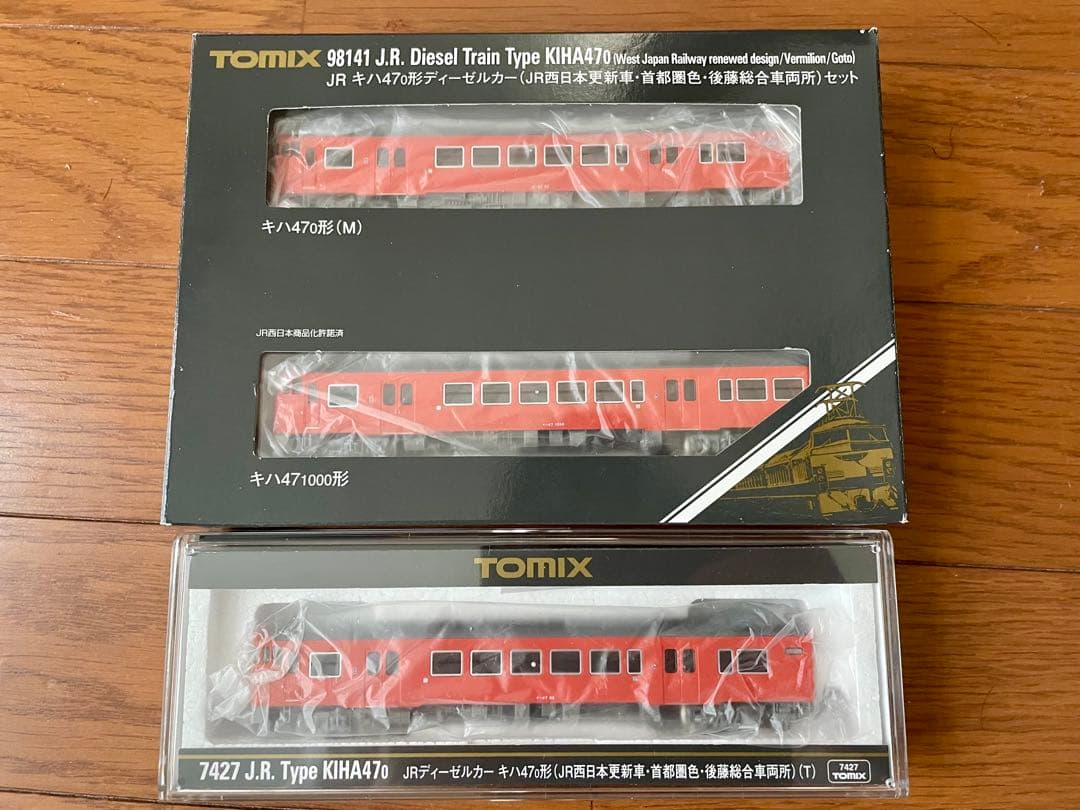 TOMIX 98141 J.R. Diesel Train Type KIHA470 (West Japan Railway renewed design/Vermilion/Goto)
JR キハ470形ディーゼルカー(JR西日本更新車・首都圏色・後藤総合車両所)セット
キハ470形(M)
JR西日本商品化許諾済
キハ471000形
TOMIX
7427 J.R. Type KIHA470 JRディーゼルカー キハ470形(JR西日本更新車・首都圏色・後藤総合車両所)(T)
7427
TOMIX